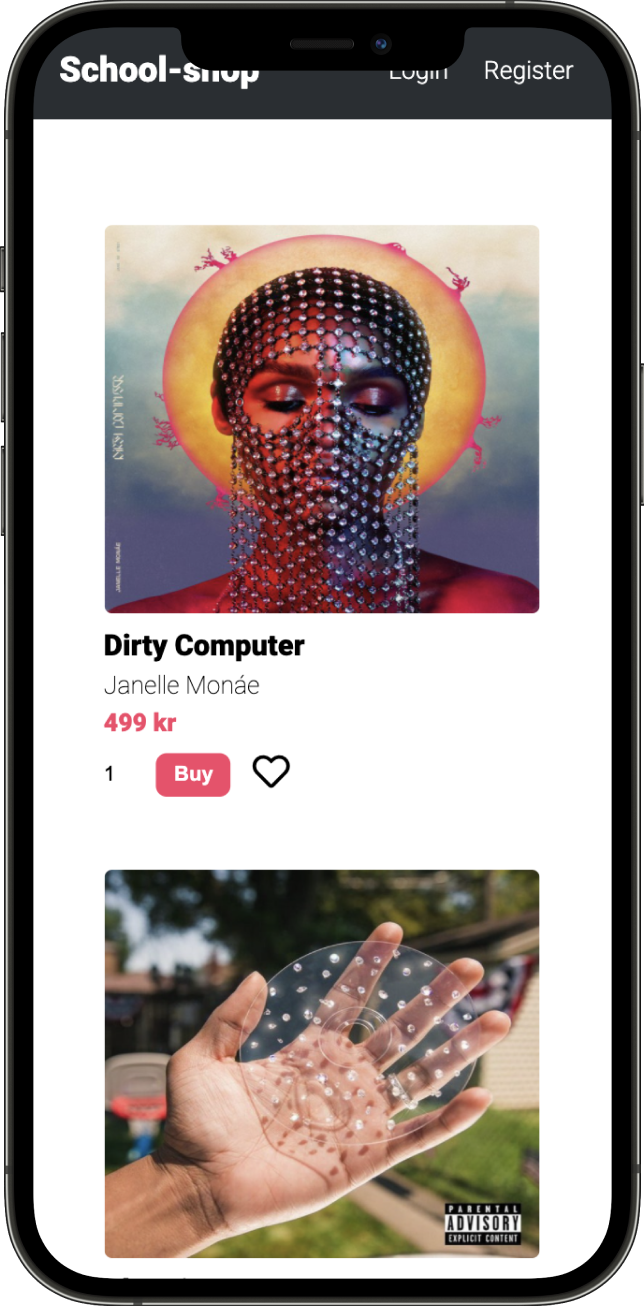 School-shop
Login Register
DIRTY COMPUTER
JANELLE MONÁE
Dirty Computer
Janelle Monáe
499 kr
1 Buy
PARENTAL
ADVISORY
EXPLICIT CONTENT